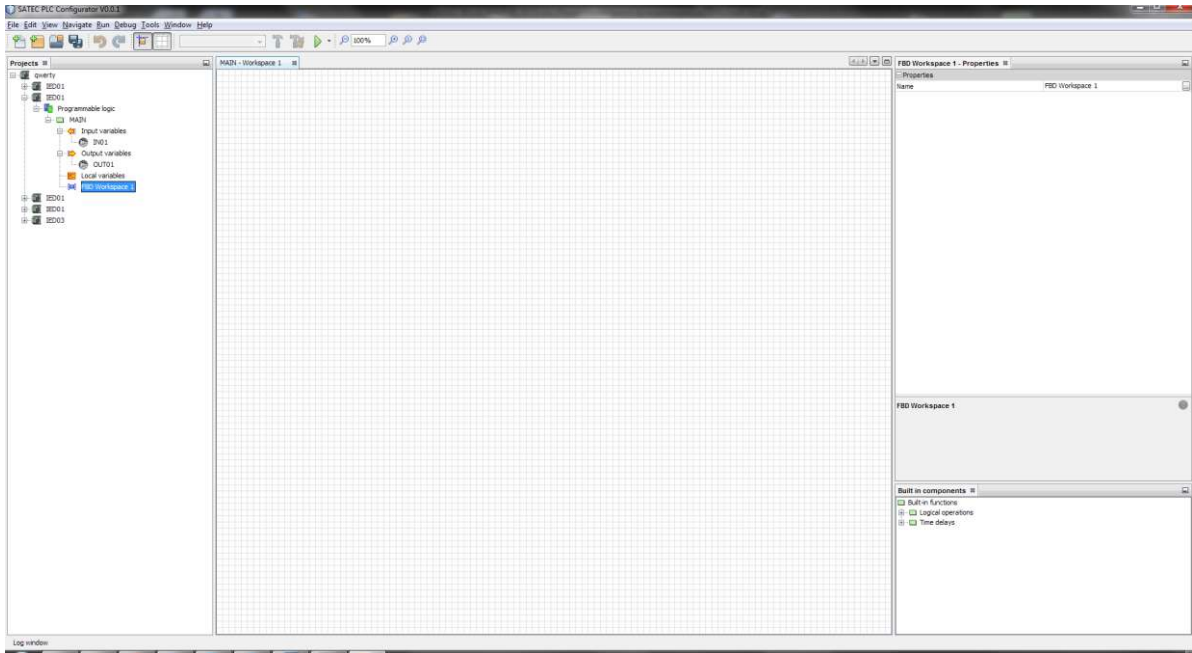 SATEC PLC Configurator V0.0.1
File Edit View Navigate Run Debug Tools Window Help
100%
Projects
qwerty
IED01
IED01
Programmable logic
MAIN
Input variables
IN01
Output variables
OUT01
Local variables
FBD Workspace 1
IED01
IED01
IED03
MAIN - Workspace 1
FBD Workspace 1 - Properties
Properties
Name FBD Workspace 1
FBD Workspace 1
Built in components
Built-in functions
Logical operations
Time delays
Log window